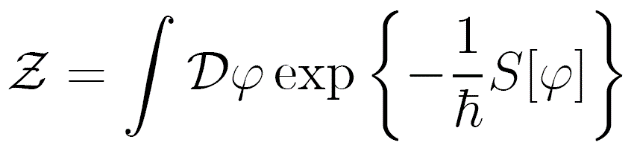 𝒵 = ∫ 𝒟φ exp {−1/ħ S[φ]}